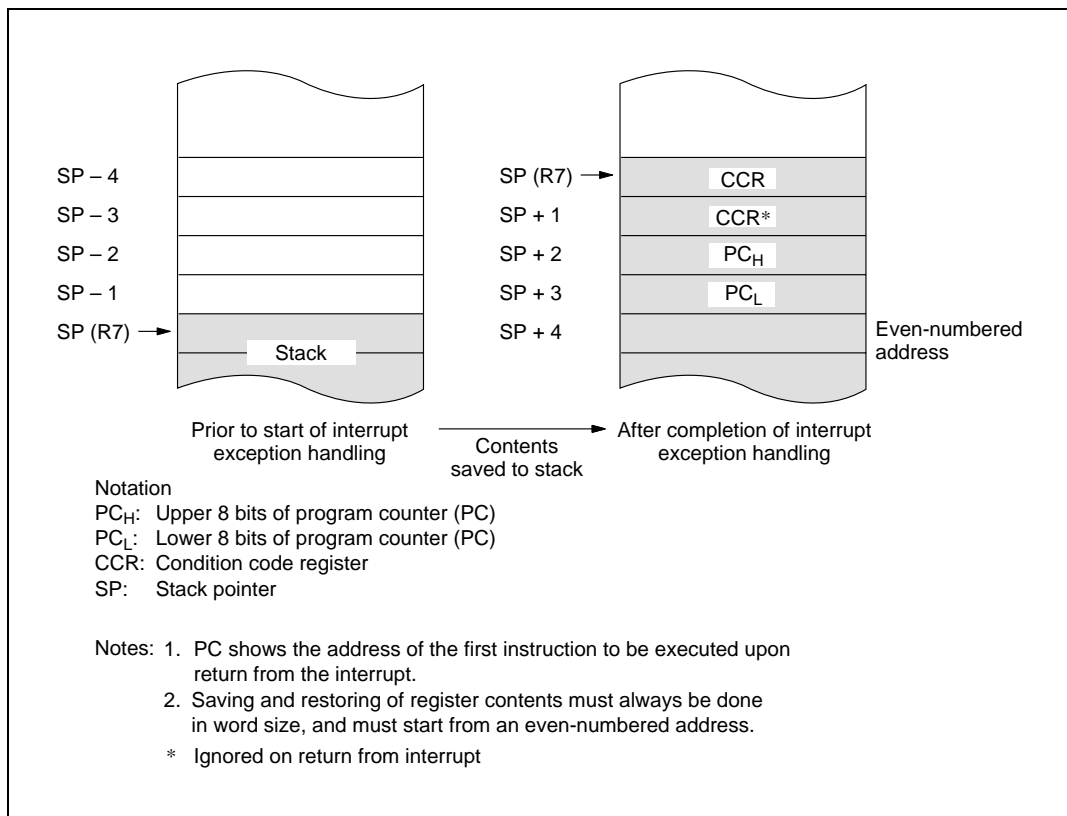 SP – 4
SP – 3
SP – 2
SP – 1
SP (R7)
Stack
SP (R7)
SP + 1
SP + 2
SP + 3
SP + 4
CCR
CCR*
PCH
PCL
Even-numbered
address
Prior to start of interrupt
exception handling
Contents
saved to stack
After completion of interrupt
exception handling
Notation
PCH: Upper 8 bits of program counter (PC)
PCL: Lower 8 bits of program counter (PC)
CCR: Condition code register
SP: Stack pointer
Notes: 1. PC shows the address of the first instruction to be executed upon
return from the interrupt.
2. Saving and restoring of register contents must always be done
in word size, and must start from an even-numbered address.
* Ignored on return from interrupt